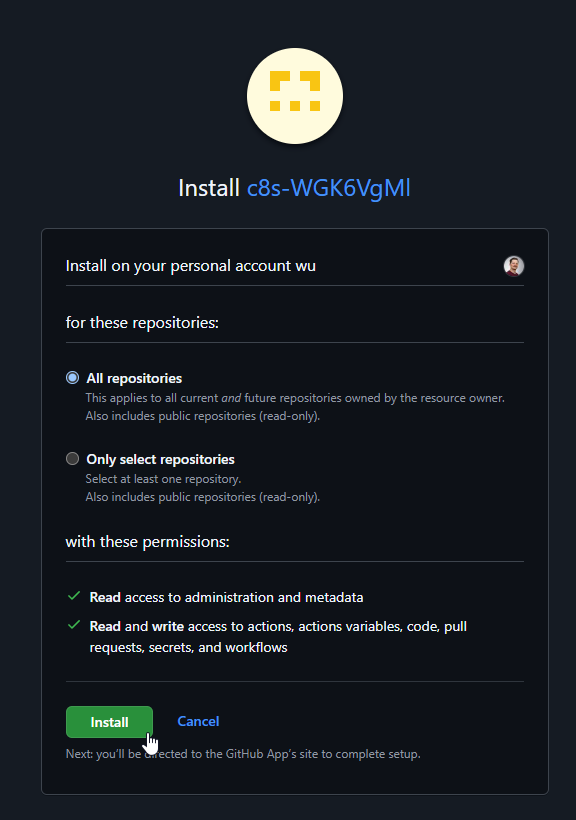 Install c8s-WGK6VgMl
Install on your personal account wu
for these repositories:
All repositories
This applies to all current and future repositories owned by the resource owner.
Also includes public repositories (read-only).
Only select repositories
Select at least one repository.
Also includes public repositories (read-only).
with these permissions:
Read access to administration and metadata
Read and write access to actions, actions variables, code, pull
requests, secrets, and workflows
Install Cancel
Next: you'll be directed to the GitHub App's site to complete setup.